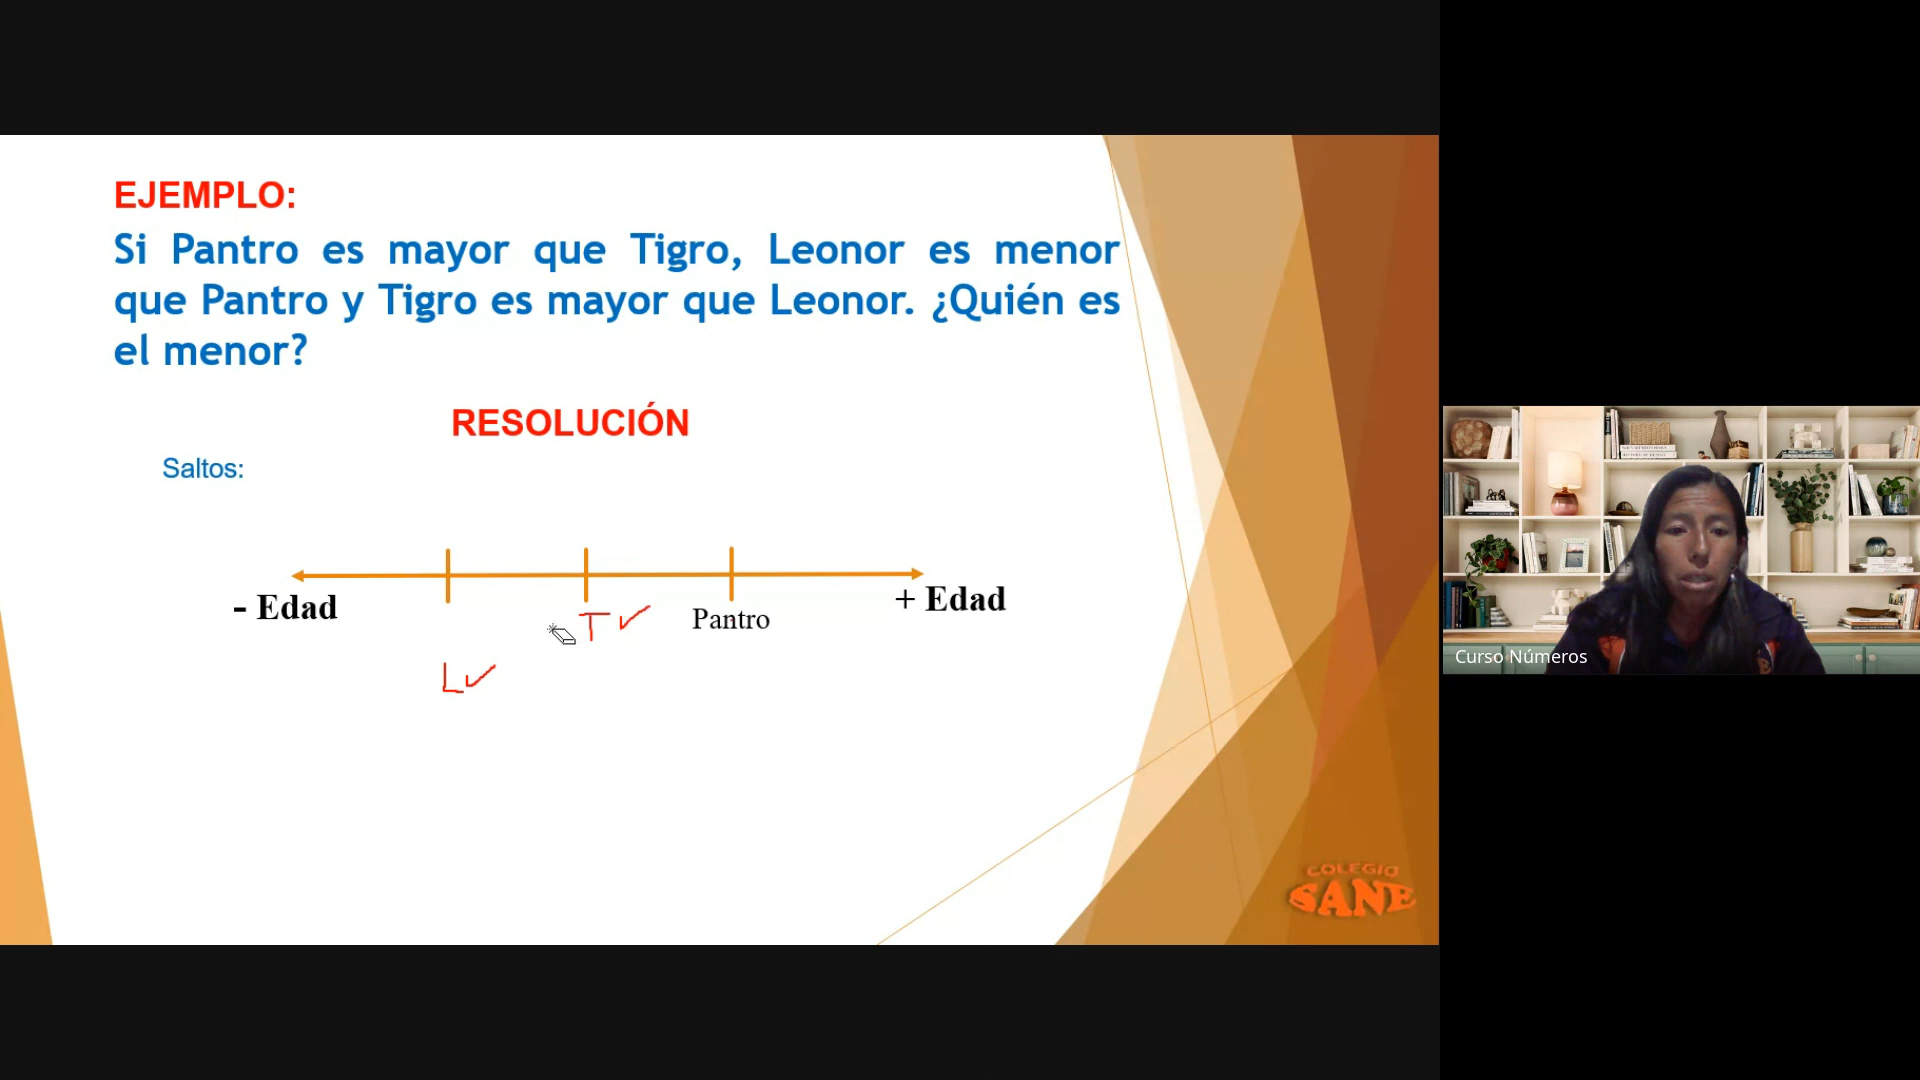 EJEMPLO:
Si Pantro es mayor que Tigro, Leonor es menor
que Pantro y Tigro es mayor que Leonor. ¿Quién es
el menor?
RESOLUCIÓN
Saltos:
- Edad
T
Pantro
+ Edad
L
COLEGIO
SANE
Curso Números